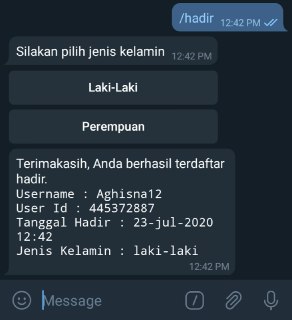 /hadir 12:42 PM
Silakan pilih jenis kelamin 12:42 PM
Laki-Laki
Perempuan
Terimakasih, Anda berhasil terdaftar
hadir.
Username : Aghisna12
User Id : 445372887
Tanggal Hadir : 23-jul-2020
12:42
Jenis Kelamin : laki-laki
12:42 PM
Message